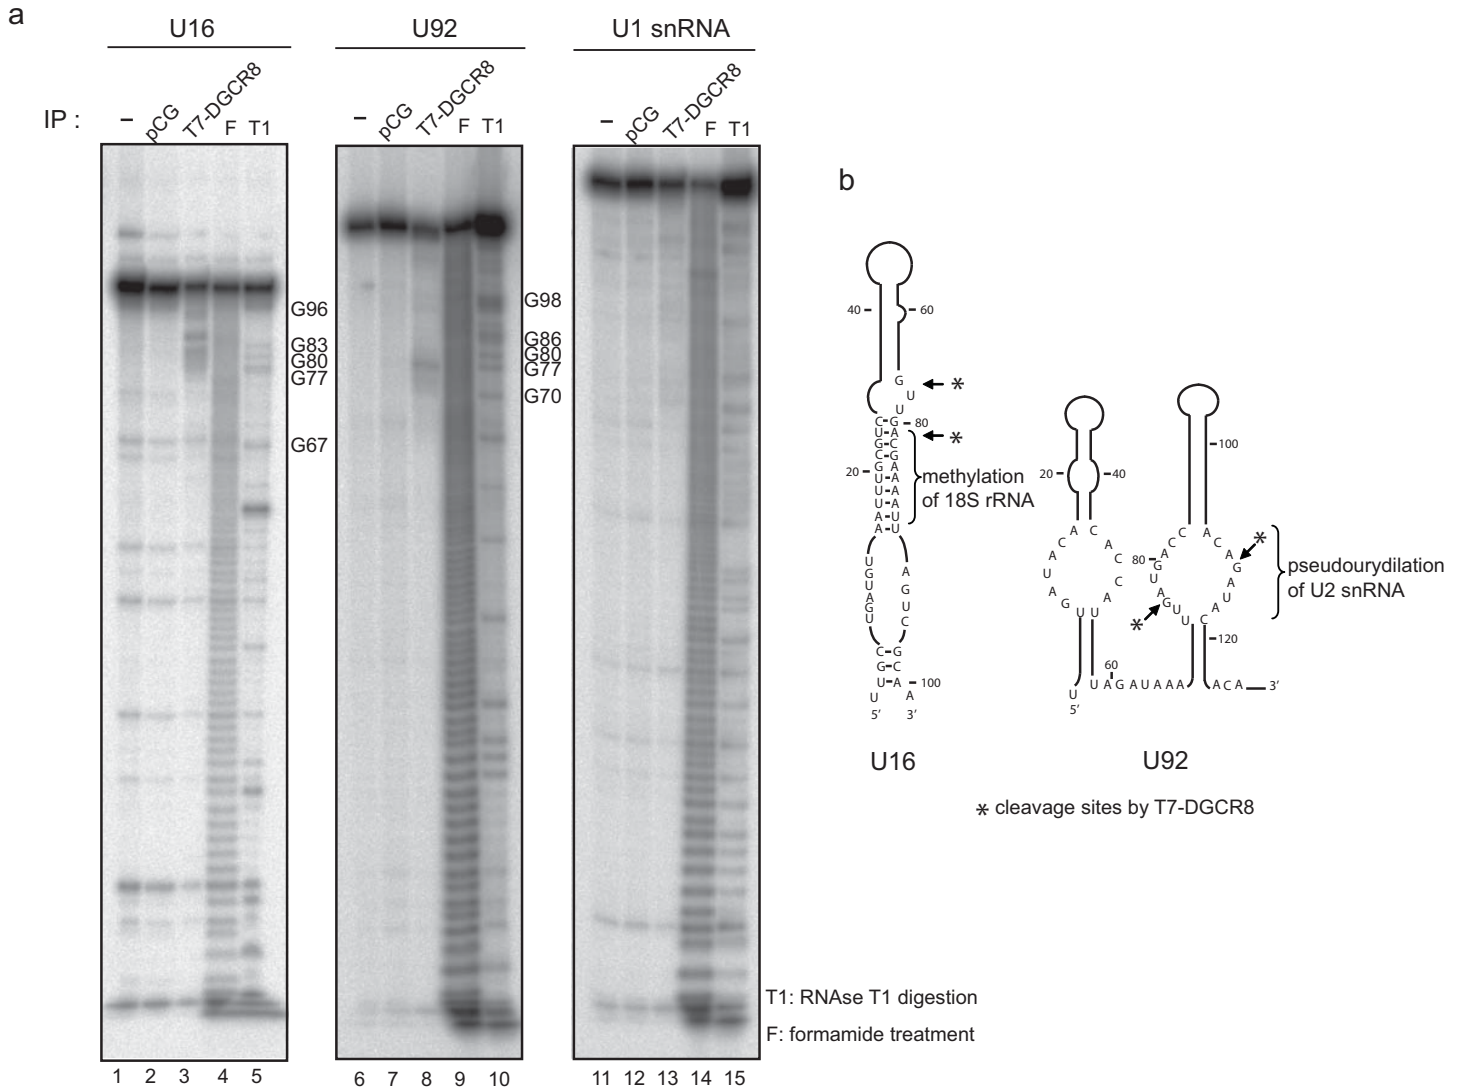 a
U16
U92
U1 snRNA
IP :
– pCG T7-DGCR8 F T1
– pCG T7-DGCR8 F T1
– pCG T7-DGCR8 F T1
G96
G83
G80
G77
G67
G98
G86
G80
G77
G70
T1: RNAse T1 digestion
F: formamide treatment
1 2 3 4 5
6 7 8 9 10
11 12 13 14 15
b
40
60
G
U
U
*
80
*
C G
U A
G C
C G
G A
U A
U A
U A
A U
A U
20
methylation
of 18S rRNA
U
G
U
A
G
U
A
G
U
C
C G
G C
U A
U A
100
5′ 3′
U16
20
40
A C
C A
A C
U C
A A
G
U U
U
5′
60
U A G A U A A A
80
C C
A
G
U
A
G
U
U
100
A
C
A
G
A
U
A
C
*
*
120
A C A
3′
pseudourydilation
of U2 snRNA
U92
* cleavage sites by T7-DGCR8